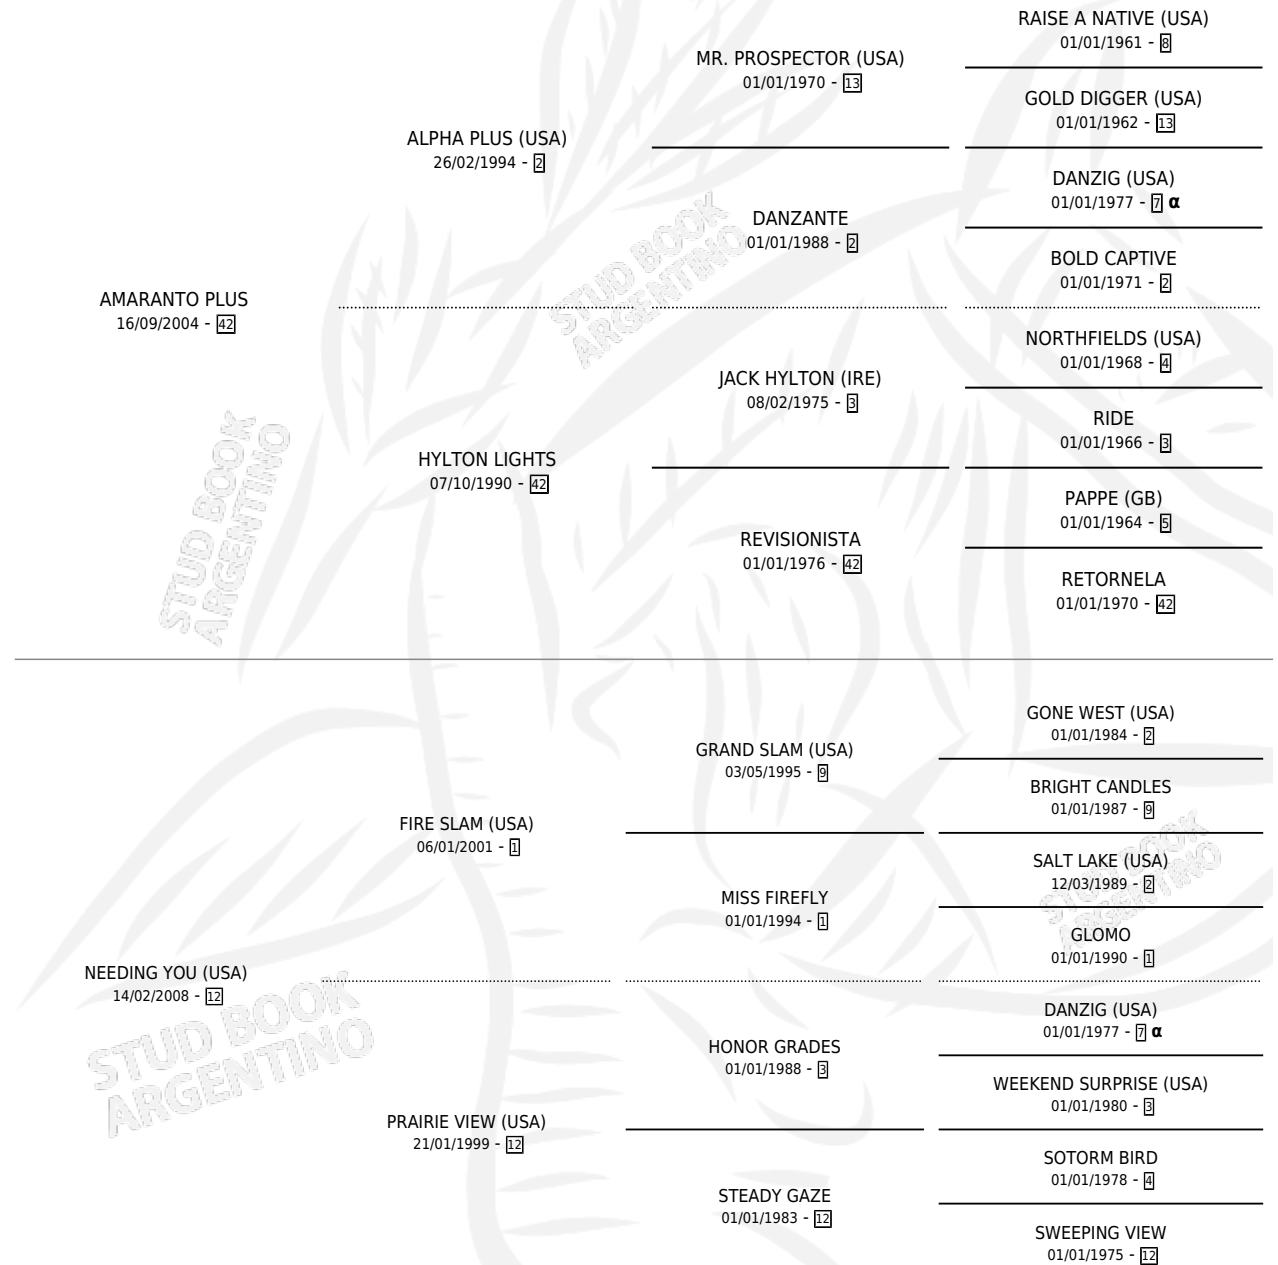 RAISE A NATIVE (USA)
01/01/1961 - 8
MR. PROSPECTOR (USA)
01/01/1970 - 13
GOLD DIGGER (USA)
01/01/1962 - 13
ALPHA PLUS (USA)
26/02/1994 - 2
DANZIG (USA)
01/01/1977 - 7 α
DANZANTE
01/01/1988 - 2
BOLD CAPTIVE
01/01/1971 - 2
AMARANTO PLUS
16/09/2004 - 42
NORTHFIELDS (USA)
01/01/1968 - 4
JACK HYLTON (IRE)
08/02/1975 - 3
RIDE
01/01/1966 - 3
HYLTON LIGHTS
07/10/1990 - 42
PAPPE (GB)
01/01/1964 - 5
REVISIONISTA
01/01/1976 - 42
RETORNELA
01/01/1970 - 42
GONE WEST (USA)
01/01/1984 - 2
GRAND SLAM (USA)
03/05/1995 - 9
BRIGHT CANDLES
01/01/1987 - 9
FIRE SLAM (USA)
06/01/2001 - 1
SALT LAKE (USA)
12/03/1989 - 2
MISS FIREFLY
01/01/1994 - 1
GLOMO
01/01/1990 - 1
NEEDING YOU (USA)
14/02/2008 - 12
DANZIG (USA)
01/01/1977 - 7 α
HONOR GRADES
01/01/1988 - 3
WEEKEND SURPRISE (USA)
01/01/1980 - 3
PRAIRIE VIEW (USA)
21/01/1999 - 12
SOTORM BIRD
01/01/1978 - 4
STEADY GAZE
01/01/1983 - 12
SWEEPING VIEW
01/01/1975 - 12
STUD BOOK
ARGENTINO
STUD BOOK
ARGENTINO
STUD BOOK
ARGENTINO
STUD BOOK
ARGENTINO